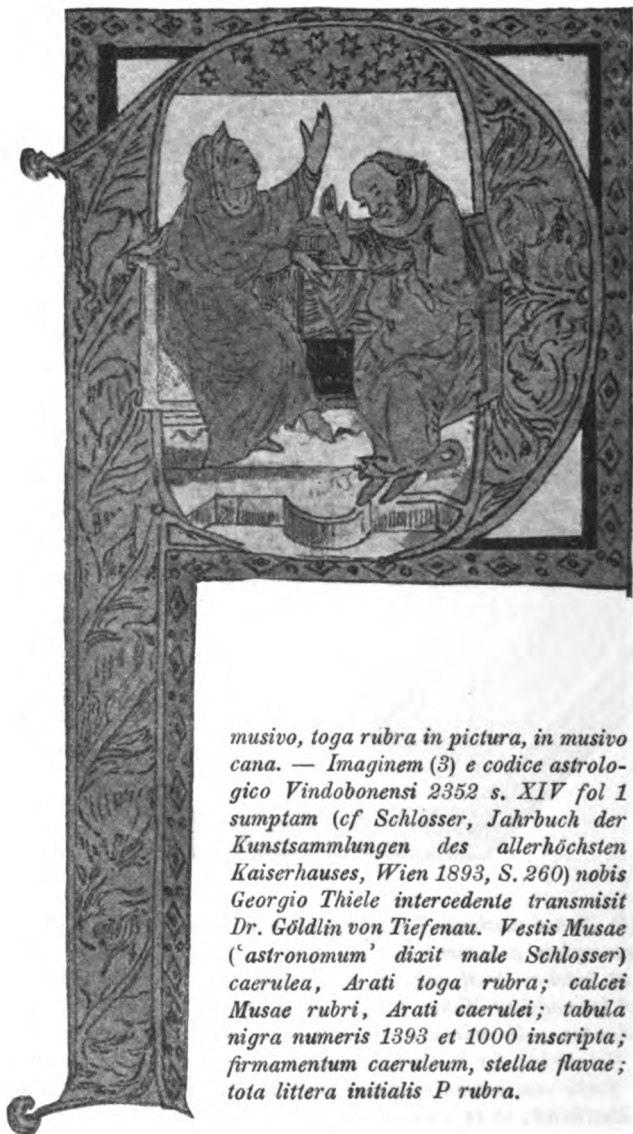 musivo, toga rubra in pictura, in musivo
cana. — Imaginem (3) e codice astrolo-
gico Vindobonensi 2352 s. XIV fol 1
sumptam (cf Schlosser, Jahrbuch der
Kunstsammlungen des allerhöchsten
Kaiserhauses, Wien 1893, S. 260) nobis
Georgio Thiele intercedente transmisit
Dr. Göldlin von Tiefenau. Vestis Musae
(‘astronomum’ dixit male Schlosser)
caerulea, Arati toga rubra; calcei
Musae rubri, Arati caerulei; tabula
nigra numeris 1393 et 1000 inscripta;
firmamentum caeruleum, stellae flavae;
tota littera initialis P rubra.